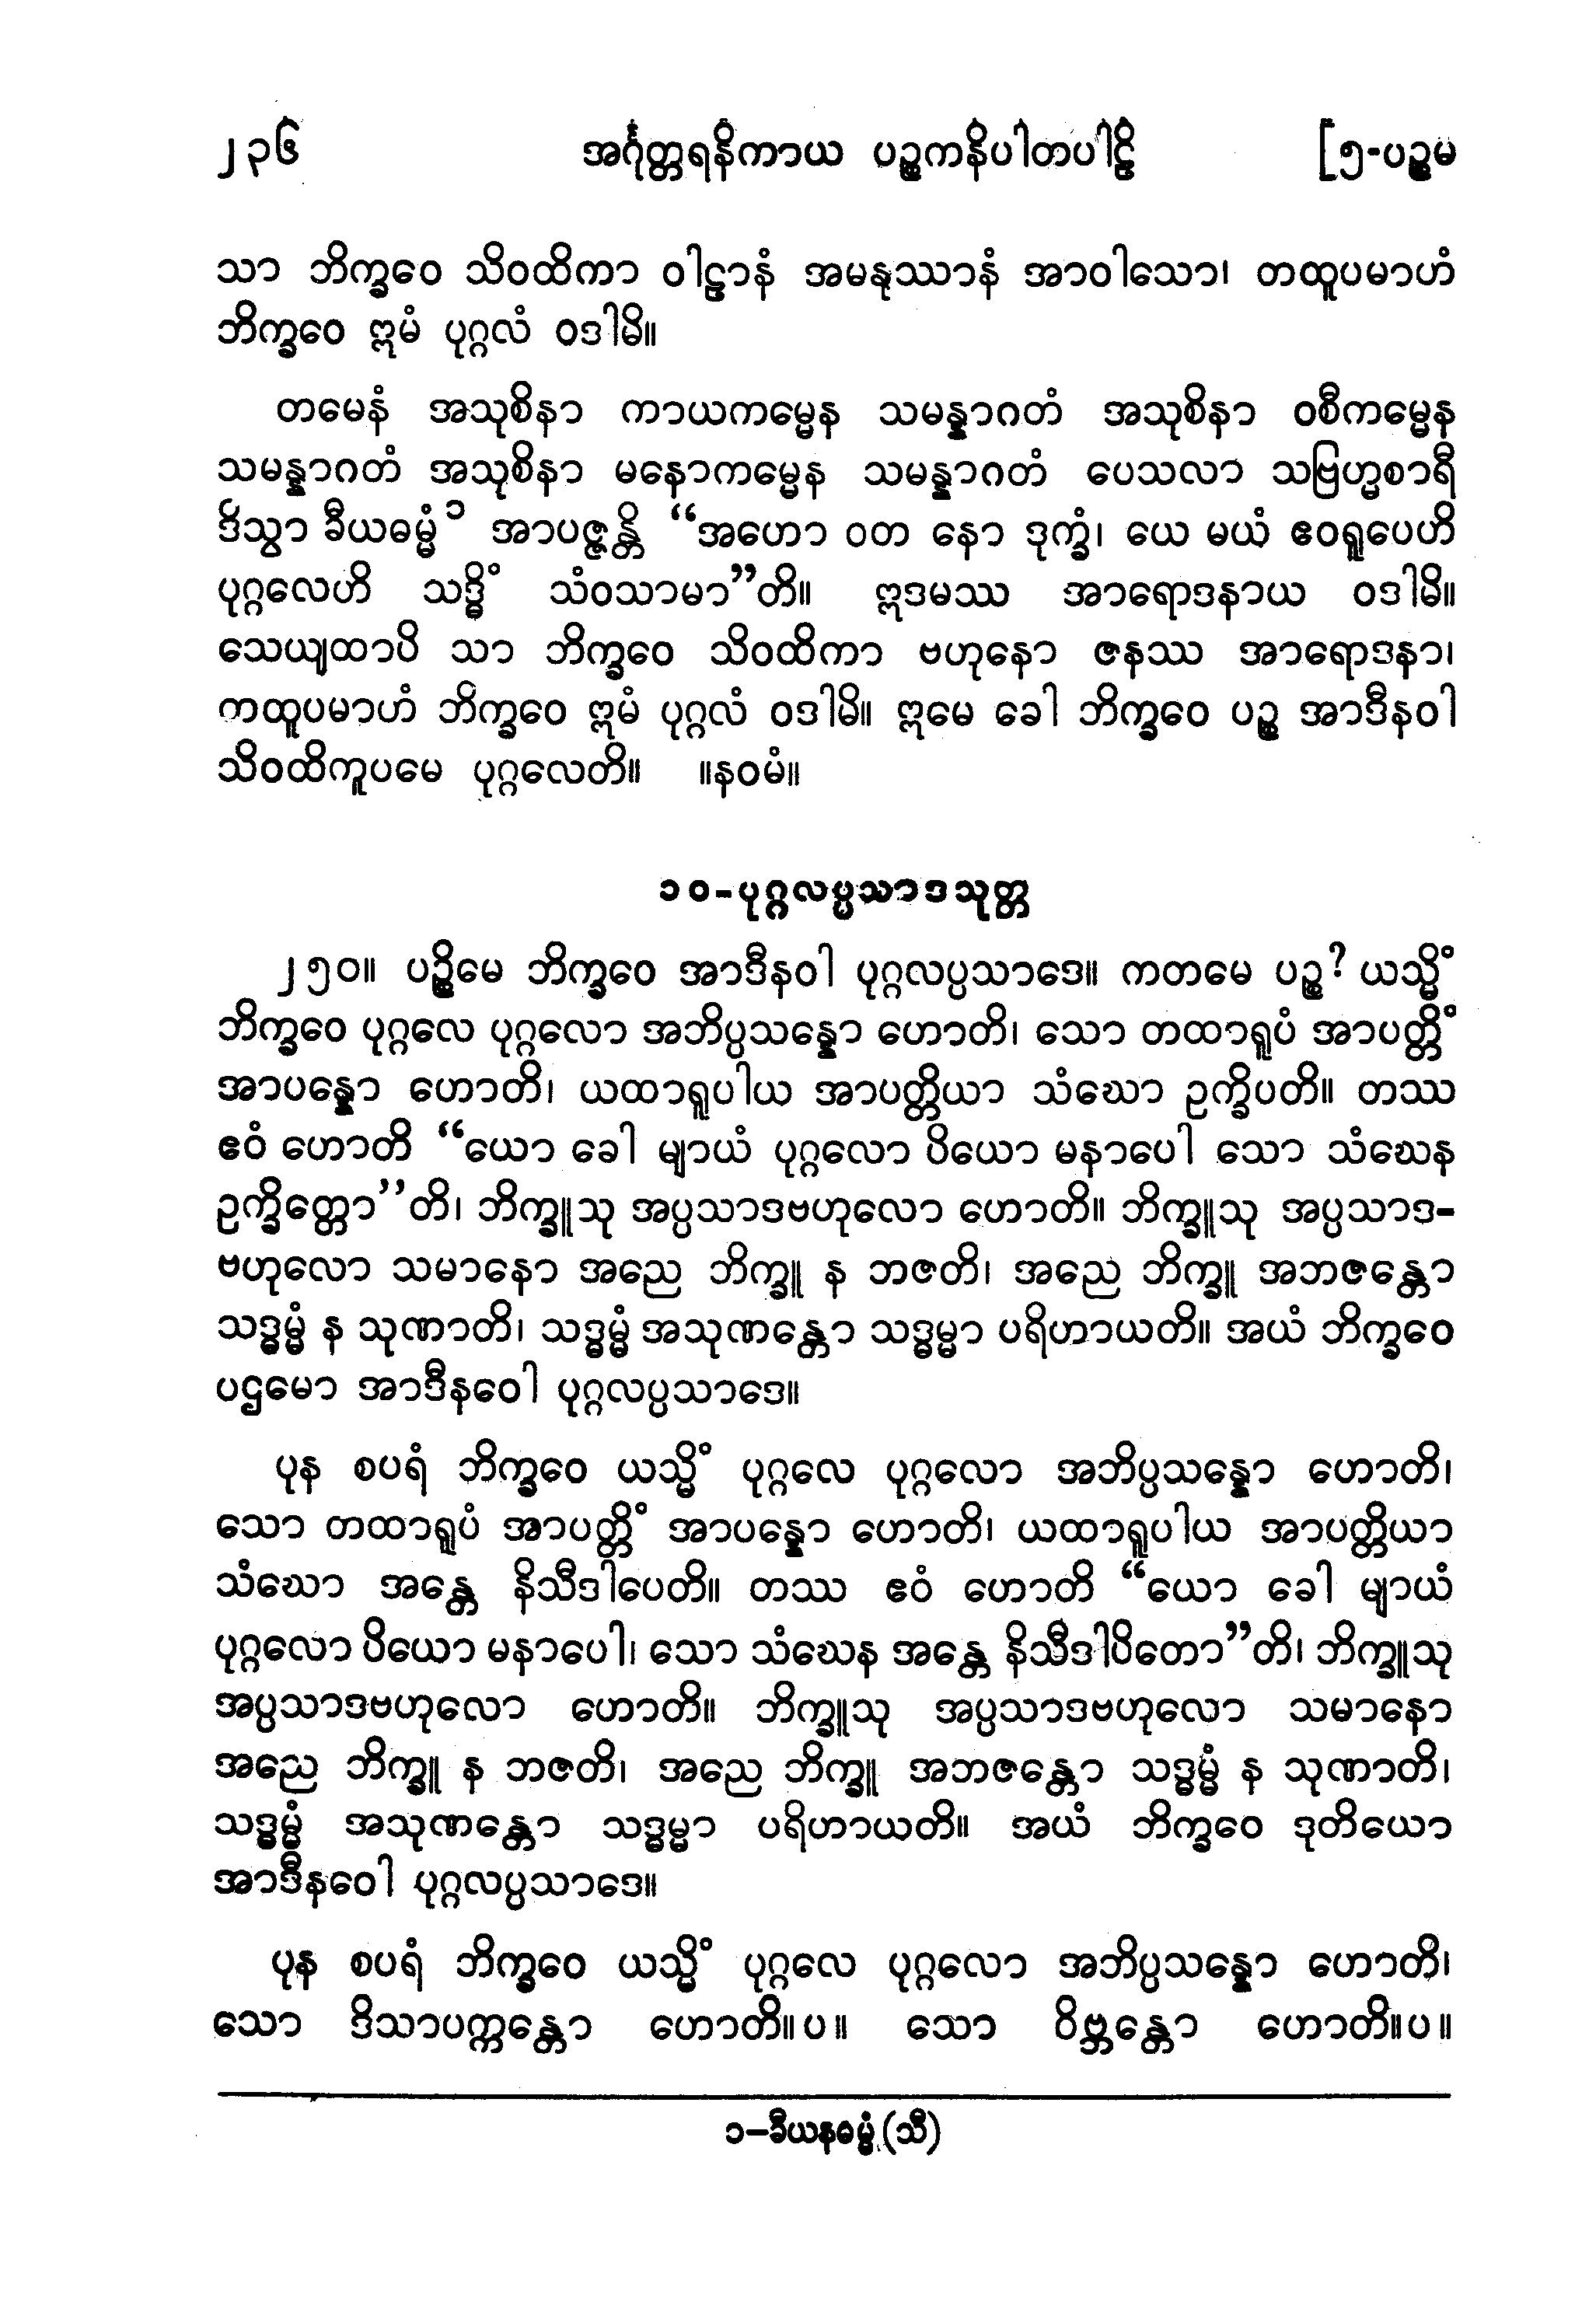 ၂၃၆ အင်္ဂုတ္တရနိကာယ ပဉ္စကနိပါတပါဠိ [၅-ပဉ္စမ
သာ ဘိက္ခဝေ သိဝထိကာ ဝါဠာနံ အမနုဿာနံ အာဝါသော၊ တထူပမာဟံ
ဘိက္ခဝေ ဣမံ ပုဂ္ဂလံ ဝဒါမိ။
တမေနံ အသုစိနာ ကာယကမ္မေန သမန္နာဂတံ အသုစိနာ ဝစီကမ္မေန
သမန္နာဂတံ အသုစိနာ မနောကမ္မေန သမန္နာဂတံ ပေသလာ သဗြဟ္မစာရီ
ဒိသွာ ခီယဓမ္မံ ၁ အာပဇ္ဇန္တိ “အဟော ဝတ နော ဒုက္ခံ၊ ယေ မယံ ဧဝရူပေဟိ
ပုဂ္ဂလေဟိ သဒ္ဓိံ သံဝသာမာ”တိ။ ဣဒမဿ အာရောဒနာယ ဝဒါမိ။
သေယျထာပိ သာ ဘိက္ခဝေ သိဝထိကာ ဗဟုနော ဇနဿ အာရောဒနာ၊
ကထူပမာဟံ ဘိက္ခဝေ ဣမံ ပုဂ္ဂလံ ဝဒါမိ။ ဣမေ ခေါ ဘိက္ခဝေ ပဉ္စ အာဒီနဝါ
သိဝထိကူပမေ ပုဂ္ဂလေတိ။ ။နဝမံ။
၁၀-ပုဂ္ဂလပ္ပသာဒသုတ္တ
၂၅၀။ ပဉ္စိမေ ဘိက္ခဝေ အာဒီနဝါ ပုဂ္ဂလပ္ပသာဒေ။ ကတမေ ပဉ္စ? ယသ္မိံ
ဘိက္ခဝေ ပုဂ္ဂလေ ပုဂ္ဂလော အဘိပ္ပသန္နော ဟောတိ၊ သော တထာရူပံ အာပတ္တိံ
အာပန္နော ဟောတိ၊ ယထာရူပါယ အာပတ္တိယာ သံဃော ဥက္ခိပတိ။ တဿ
ဧဝံ ဟောတိ “ယော ခေါ မျာယံ ပုဂ္ဂလော ပိယော မနာပေါ သော သံဃေန
ဥက္ခိတ္တော”တိ၊ ဘိက္ခူသု အပ္ပသာဒဗဟုလော ဟောတိ။ ဘိက္ခူသု အပ္ပသာဒ-
ဗဟုလော သမာနော အညေ ဘိက္ခူ န ဘဇတိ၊ အညေ ဘိက္ခူ အဘဇန္တော
သဒ္ဓမ္မံ န သုဏာတိ၊ သဒ္ဓမ္မံ အသုဏန္တော သဒ္ဓမ္မာ ပရိဟာယတိ။ အယံ ဘိက္ခဝေ
ပဌမော အာဒီနဝေါ ပုဂ္ဂလပ္ပသာဒေ။
ပုန စပရံ ဘိက္ခဝေ ယသ္မိံ ပုဂ္ဂလေ ပုဂ္ဂလော အဘိပ္ပသန္နော ဟောတိ၊
သော တထာရူပံ အာပတ္တိံ အာပန္နော ဟောတိ၊ ယထာရူပါယ အာပတ္တိယာ
သံဃော အန္တေ နိသီဒါပေတိ။ တဿ ဧဝံ ဟောတိ “ယော ခေါ မျာယံ
ပုဂ္ဂလော ပိယော မနာပေါ၊ သော သံဃေန အန္တေ နိသီဒါပိတော”တိ၊ ဘိက္ခူသု
အပ္ပသာဒဗဟုလော ဟောတိ။ ဘိက္ခူသု အပ္ပသာဒဗဟုလော သမာနော
အညေ ဘိက္ခူ န ဘဇတိ၊ အညေ ဘိက္ခူ အဘဇန္တော သဒ္ဓမ္မံ န သုဏာတိ၊
သဒ္ဓမ္မံ အသုဏန္တော သဒ္ဓမ္မာ ပရိဟာယတိ။ အယံ ဘိက္ခဝေ ဒုတိယော
အာဒီနဝေါ ပုဂ္ဂလပ္ပသာဒေ။
ပုန စပရံ ဘိက္ခဝေ ယသ္မိံ ပုဂ္ဂလေ ပုဂ္ဂလော အဘိပ္ပသန္နော ဟောတိ၊
သော ဒိသာပက္ကန္တော ဟောတိ။ပ။ သော ဝိဗ္ဘန္တော ဟောတိ။ပ။
၁–ခီယနဓမ္မံ (သီ)